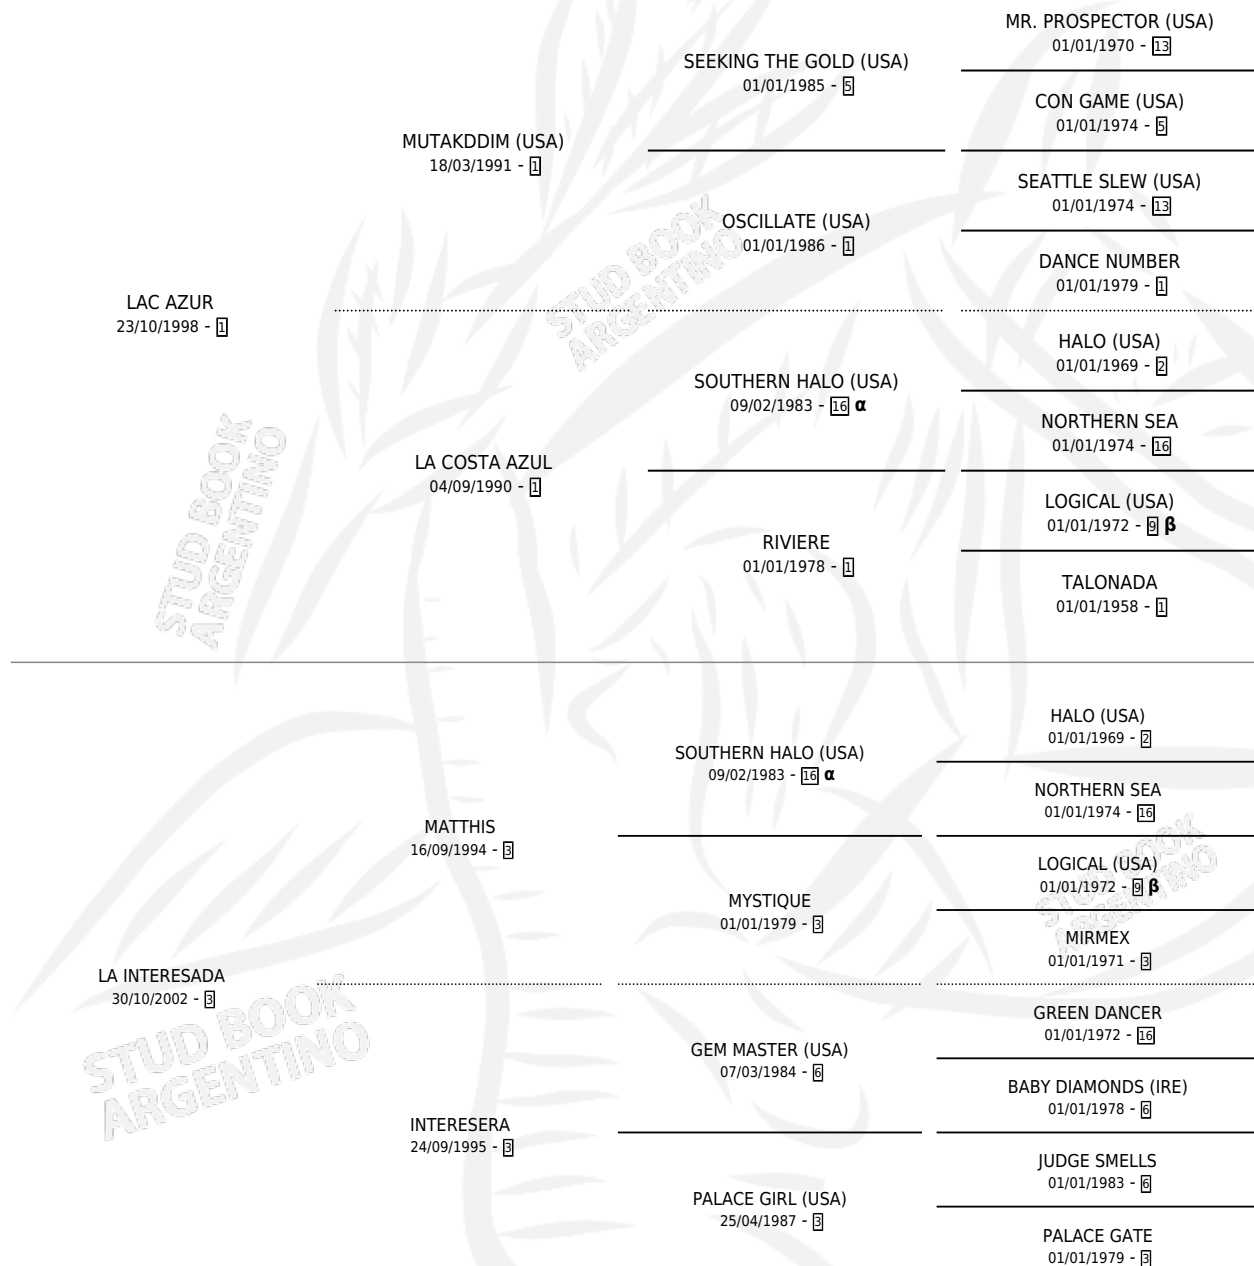 MR. PROSPECTOR (USA)
01/01/1970 - 13
SEEKING THE GOLD (USA)
01/01/1985 - 5
CON GAME (USA)
01/01/1974 - 5
MUTAKDDIM (USA)
18/03/1991 - 1
SEATTLE SLEW (USA)
01/01/1974 - 13
OSCILLATE (USA)
01/01/1986 - 1
DANCE NUMBER
01/01/1979 - 1
LAC AZUR
23/10/1998 - 1
HALO (USA)
01/01/1969 - 2
SOUTHERN HALO (USA)
09/02/1983 - 16 α
NORTHERN SEA
01/01/1974 - 16
LA COSTA AZUL
04/09/1990 - 1
LOGICAL (USA)
01/01/1972 - 9 β
RIVIERE
01/01/1978 - 1
TALONADA
01/01/1958 - 1
STUD BOOK
ARGENTINO
STUD BOOK
ARGENTINO
HALO (USA)
01/01/1969 - 2
SOUTHERN HALO (USA)
09/02/1983 - 16 α
NORTHERN SEA
01/01/1974 - 16
MATTHIS
16/09/1994 - 3
LOGICAL (USA)
01/01/1972 - 9 β
MYSTIQUE
01/01/1979 - 3
MIRMEX
01/01/1971 - 3
LA INTERESADA
30/10/2002 - 3
GREEN DANCER
01/01/1972 - 16
GEM MASTER (USA)
07/03/1984 - 6
BABY DIAMONDS (IRE)
01/01/1978 - 6
INTERESERA
24/09/1995 - 3
JUDGE SMELLS
01/01/1983 - 6
PALACE GIRL (USA)
25/04/1987 - 3
PALACE GATE
01/01/1979 - 3
STUD BOOK
ARGENTINO
STUD BOOK
ARGENTINO